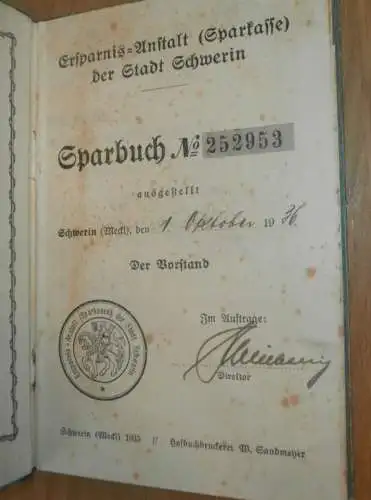 Ersparnis=Anstalt (Sparkasse)
der Stadt Schwerin
Sparbuch No 252953
ausgestellt
Schwerin (Meckl), den 1. Oktober 1936.
Der Vorstand
Im Auftrage:
Direktor
Schwerin (Meckl) 1935 // Hofbuchdruckerei W. Sandmeyer